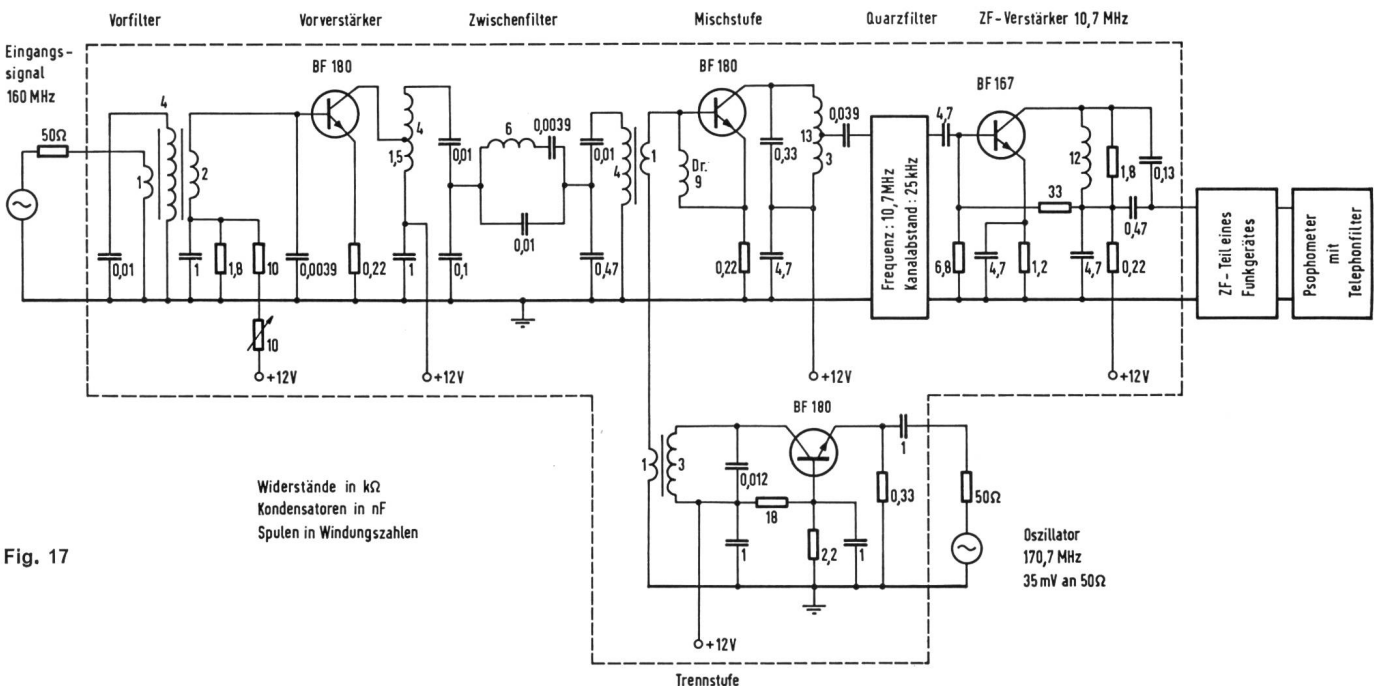 Vorfilter
Vorverstärker
Zwischenfilter
Mischstufe
Quarzfilter
ZF-Verstärker 10,7 MHz
Eingangs-
signal
160 MHz
50Ω
4
1
2
0,01
1
1,8
10
10
+12V
0,0039
BF 180
0,22
4
1,5
1
+12V
0,01
0,1
6
0,0039
0,01
0,01
0,47
4
1
Dr.
9
BF 180
0,22
0,33
4,7
13
3
+12V
0,039
Frequenz: 10,7 MHz
Kanalabstand: 25 kHz
4,7
6,8
BF 167
33
4,7
1,2
12
4,7
1,8
0,22
0,47
0,13
+12V
ZF-Teil eines
Funkgerätes
Psophometer
mit
Telephonfilter
1
3
0,012
1
18
BF 180
2,2
1
0,33
1
50Ω
Oszillator
170,7 MHz
35 mV an 50Ω
+12V
Trennstufe
Widerstände in kΩ
Kondensatoren in nF
Spulen in Windungszahlen
Fig. 17